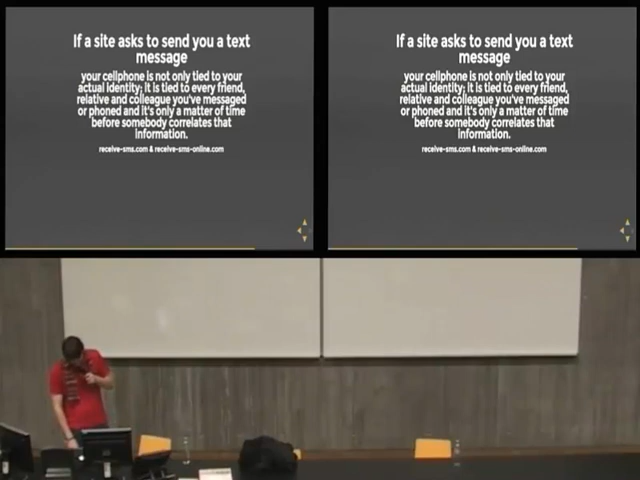 If a site asks to send you a text
message
your cellphone is not only tied to your
actual identity; it is tied to every friend,
relative and colleague you've messaged
or phoned and it's only a matter of time
before somebody correlates that
information.
receive-sms.com & receive-sms-online.com
If a site asks to send you a text
message
your cellphone is not only tied to your
actual identity; it is tied to every friend,
relative and colleague you've messaged
or phoned and it's only a matter of time
before somebody correlates that
information.
receive-sms.com & receive-sms-online.com